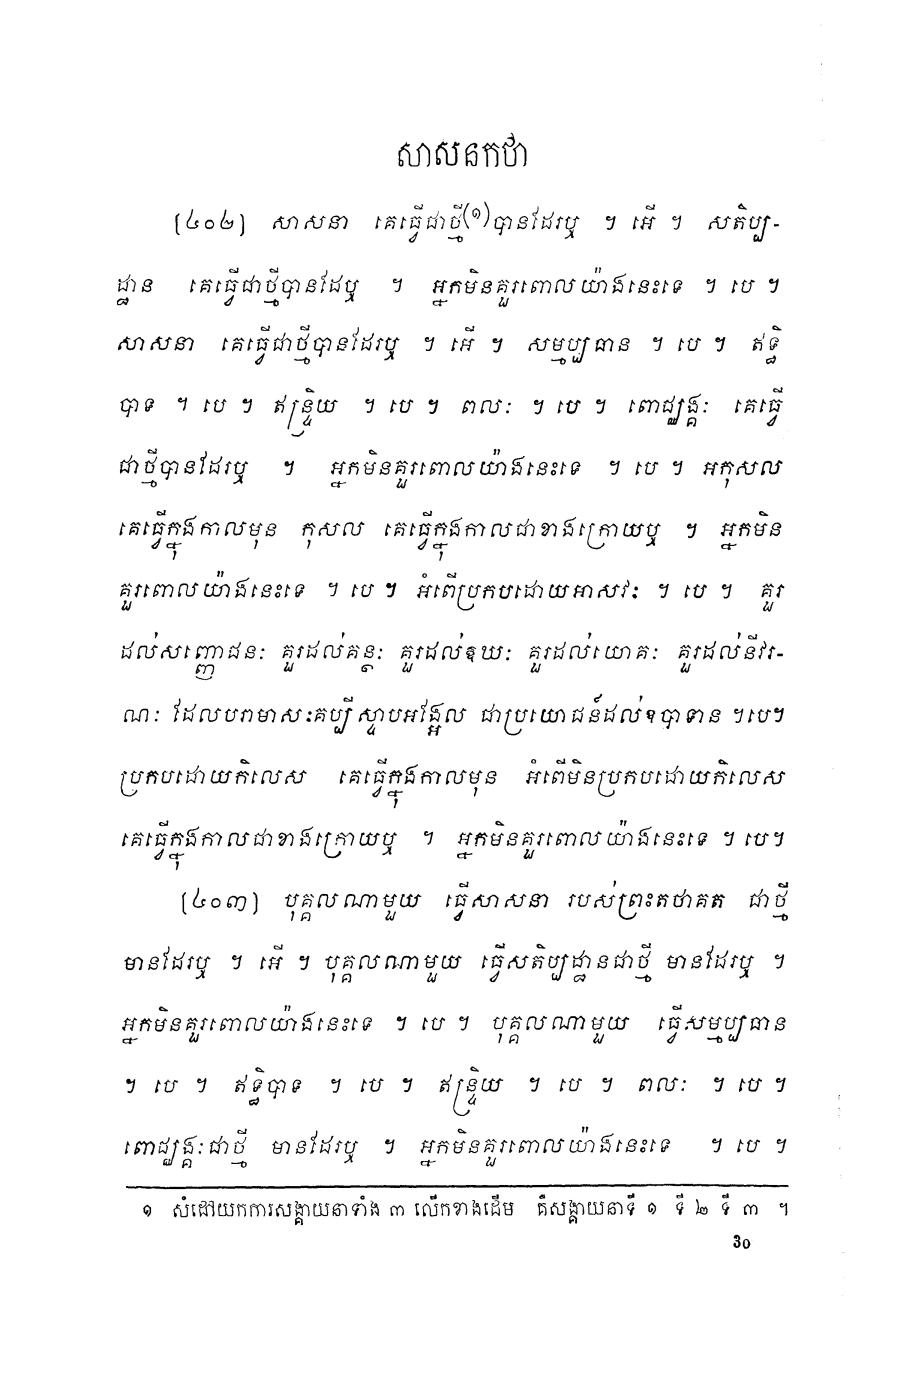 សាសនកថា
[៤០២] សាសនា គេធ្វើជាថ្មី(១)បានដែរឬ ។ អើ ។ សតិប្ប-
ដ្ឋាន គេធ្វើជាថ្មីបានដែឬ ។ អ្នកមិនគួរពោលយ៉ាងនេះទេ ។ បេ ។
សាសនា គេធ្វើជាថ្មីបានដែរឬ ។ អើ ។ សម្មប្បធាន ។ បេ ។ ឥទ្ធិ
បាទ ។ បេ ។ ឥន្ទ្រិយ ។ បេ ។ ពលៈ ។ បេ ។ ពោជ្ឈង្គៈ គេធ្វើ
ជាថ្មីបានដែរឬ ។ អ្នកមិនគួរពោលយ៉ាងនេះទេ ។ បេ ។ អកុសល
គេធ្វើក្នុងកាលមុន កុសល គេធ្វើក្នុងកាលជាខាងក្រោយឬ ។ អ្នកមិន
គួរពោលយ៉ាងនេះទេ ។ បេ ។ អំពើប្រកបដោយអាសវៈ ។ បេ ។ គួរ
ដល់សញ្ញោជនៈ គួរដល់គន្ថៈ គួរដល់ឱឃៈ គួរដល់យោគៈ គួរដល់នីវរ-
ណៈ ដែលបរាមាសៈគប្បីស្ទាបអង្អែល ជាប្រយោជន៍ដល់ឧបាទាន ។បេ។
ប្រកបដោយកិលេស គេធ្វើក្នុងកាលមុន អំពើមិនប្រកបដោយកិលេស
គេធ្វើក្នុងកាលជាខាងក្រោយឬ ។ អ្នកមិនគួរពោលយ៉ាងនេះទេ ។ បេ។
[៤០៣] បុគ្គលណាមួយ ធ្វើសាសនា របស់ព្រះតថាគត ជាថ្មី
មានដែរឬ ។ អើ ។ បុគ្គលណាមួយ ធ្វើសតិប្បដ្ឋានជាថ្មី មានដែរឬ ។
អ្នកមិនគួរពោលយ៉ាងនេះទេ ។ បេ ។ បុគ្គលណាមួយ ធ្វើសម្មប្បធាន
។ បេ ។ ឥទ្ធិបាទ ។ បេ ។ ឥន្ទ្រិយ ។ បេ ។ ពលៈ ។ បេ ។
ពោជ្ឈង្គៈជាថ្មី មានដែរឬ ។ អ្នកមិនគួរពោលយ៉ាងនេះទេ ។ បេ ។
១ សំដៅយកការសង្គាយនាទាំង ៣ លើកខាងដើម គឺសង្គាយនាទី ១ ទី ២ ទី ៣ ។
30